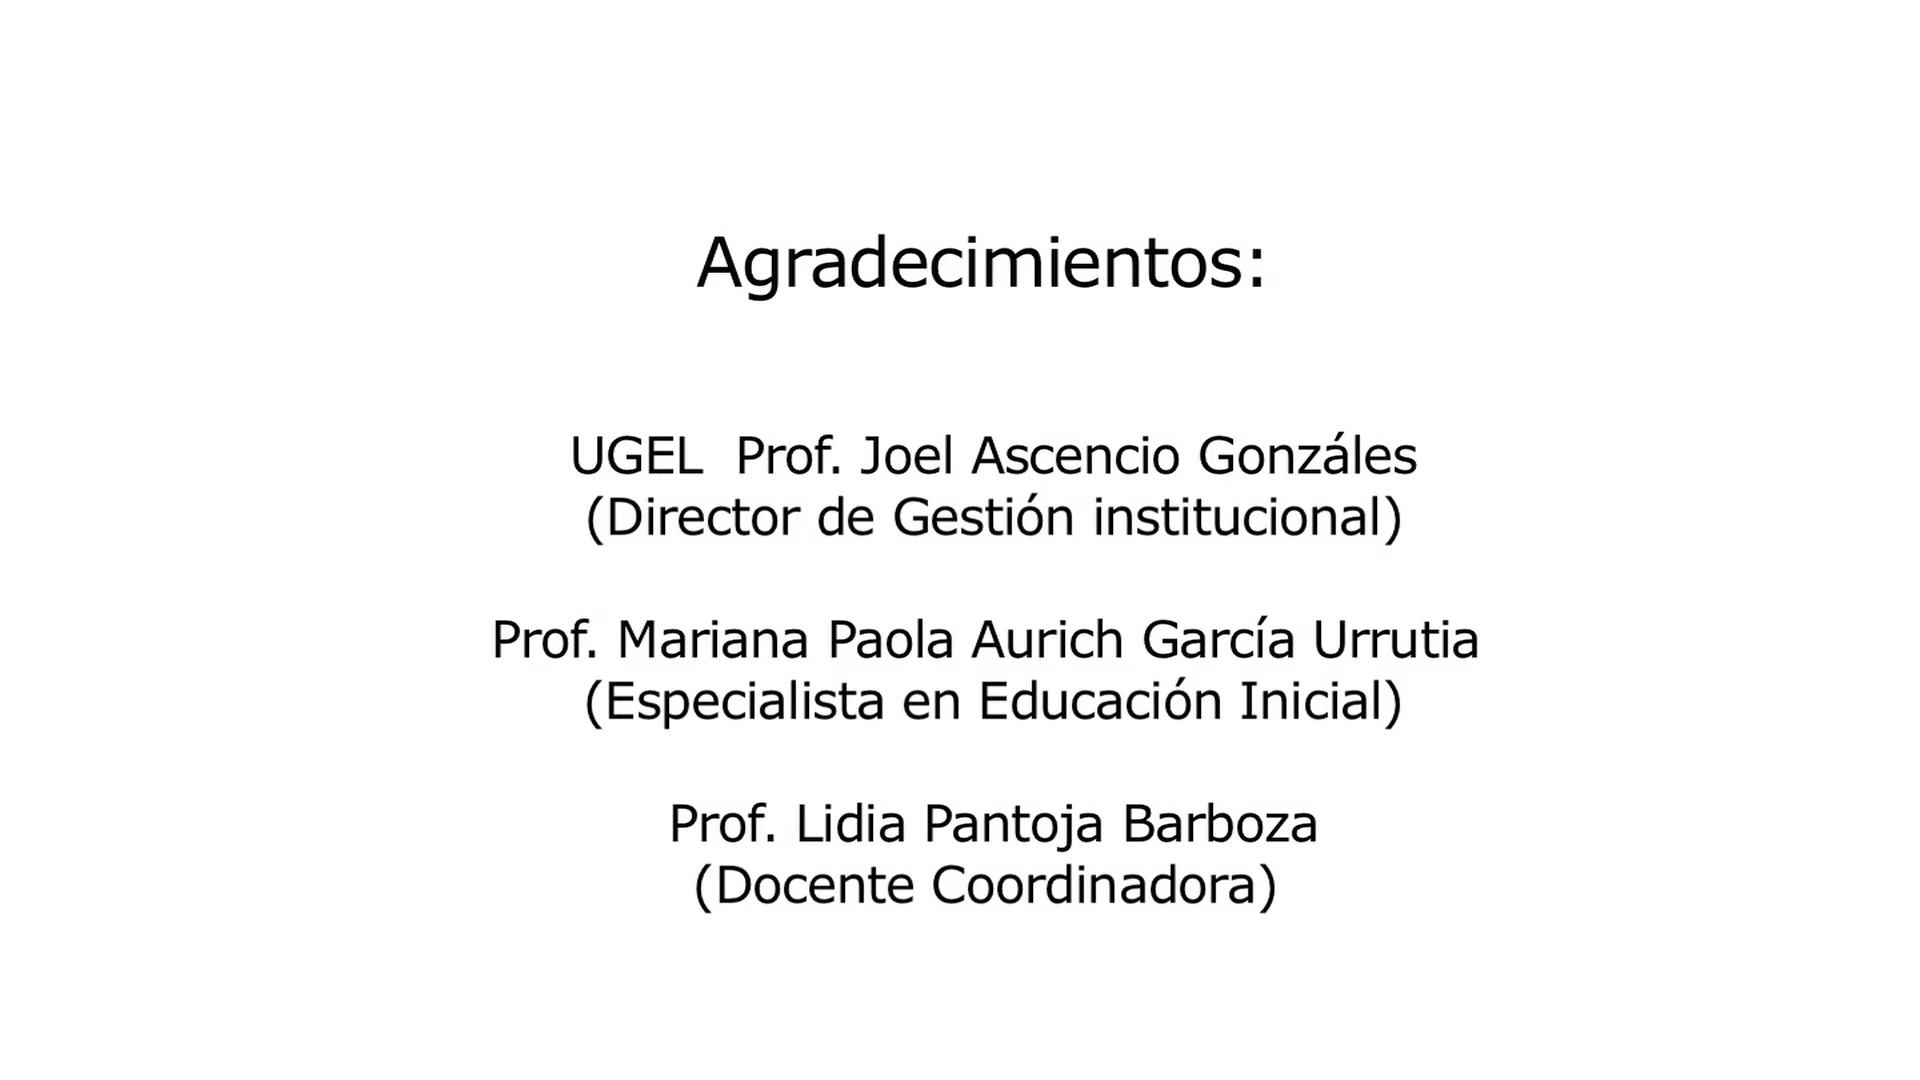 Agradecimientos:
UGEL  Prof. Joel Ascencio Gonzáles
(Director de Gestión institucional)
Prof. Mariana Paola Aurich García Urrutia
(Especialista en Educación Inicial)
Prof. Lidia Pantoja Barboza
(Docente Coordinadora)